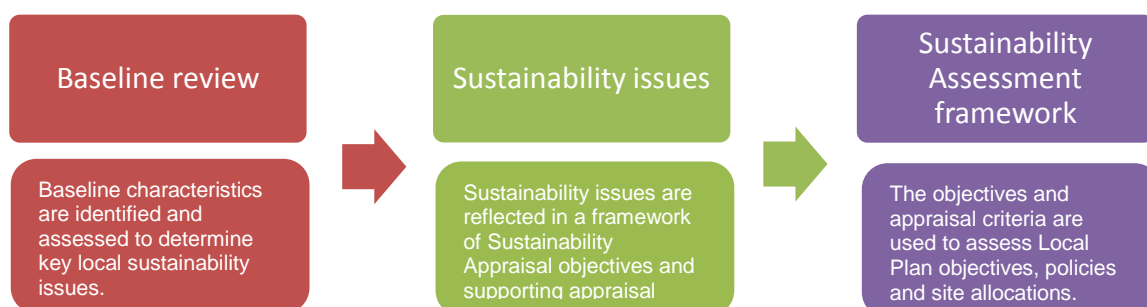 Baseline review
Baseline characteristics
are identified and
assessed to determine
key local sustainability
issues.
Sustainability issues
Sustainability issues are
reflected in a framework
of Sustainability
Appraisal objectives and
supporting appraisal
Sustainability
Assessment
framework
The objectives and
appraisal criteria are
used to assess Local
Plan objectives, policies
and site allocations.